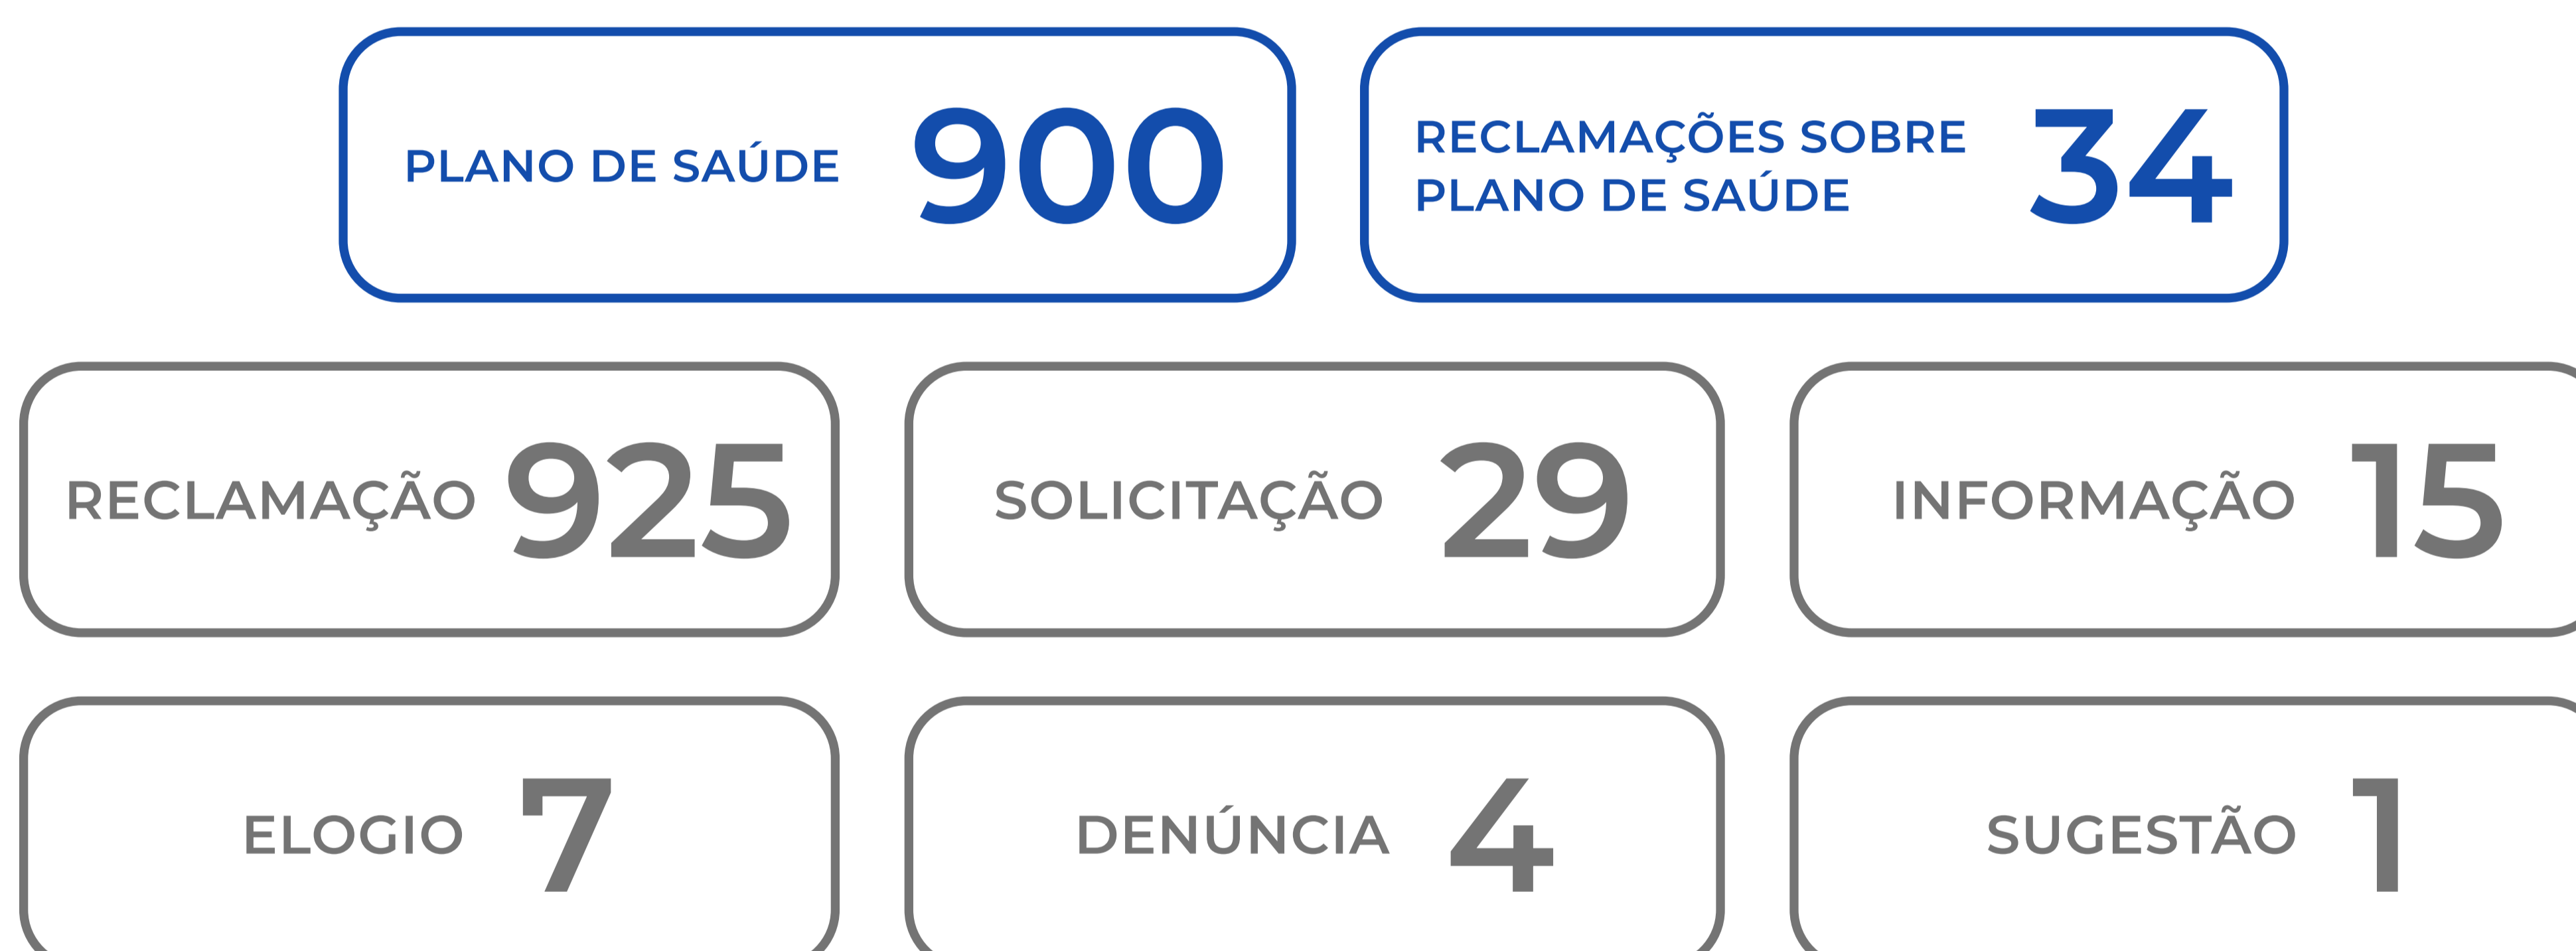 PLANO DE SAÚDE 900
RECLAMAÇÕES SOBRE
PLANO DE SAÚDE
34
RECLAMAÇÃO 925
SOLICITAÇÃO 29
INFORMAÇÃO 15
ELOGIO 7
DENÚNCIA 4
SUGESTÃO 1